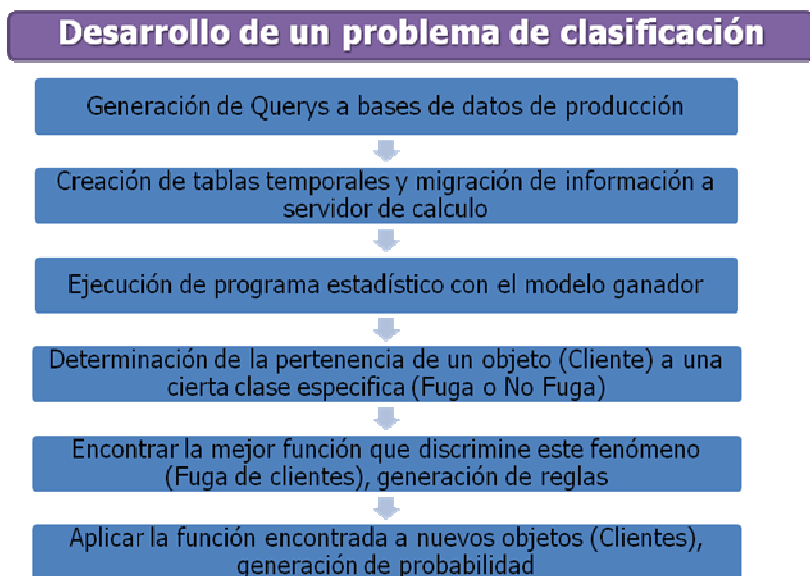 Desarrollo de un problema de clasificación
Generación de Querys a bases de datos de producción
Creación de tablas temporales y migración de información a
servidor de calculo
Ejecución de programa estadístico con el modelo ganador
Determinación de la pertenencia de un objeto (Cliente) a una
cierta clase especifica (Fuga o No Fuga)
Encontrar la mejor función que discrimine este fenómeno
(Fuga de clientes), generación de reglas
Aplicar la función encontrada a nuevos objetos (Clientes),
generación de probabilidad